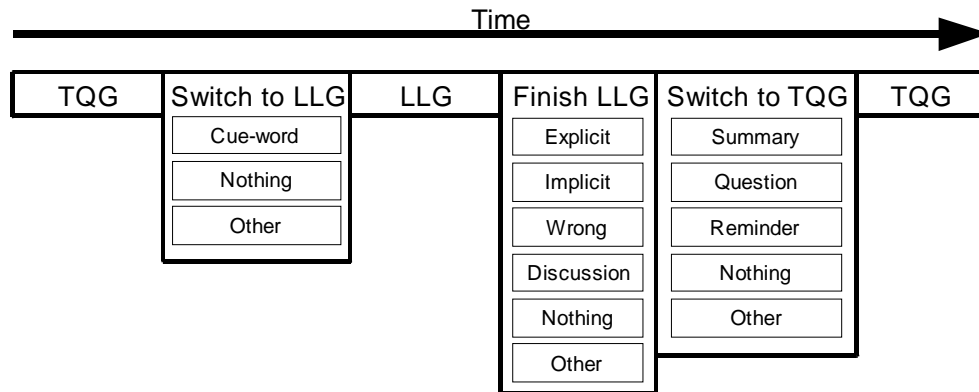 Time
TQG
Switch to LLG
Cue-word
Nothing
Other
LLG
Finish LLG
Explicit
Implicit
Wrong
Discussion
Nothing
Other
Switch to TQG
Summary
Question
Reminder
Nothing
Other
TQG